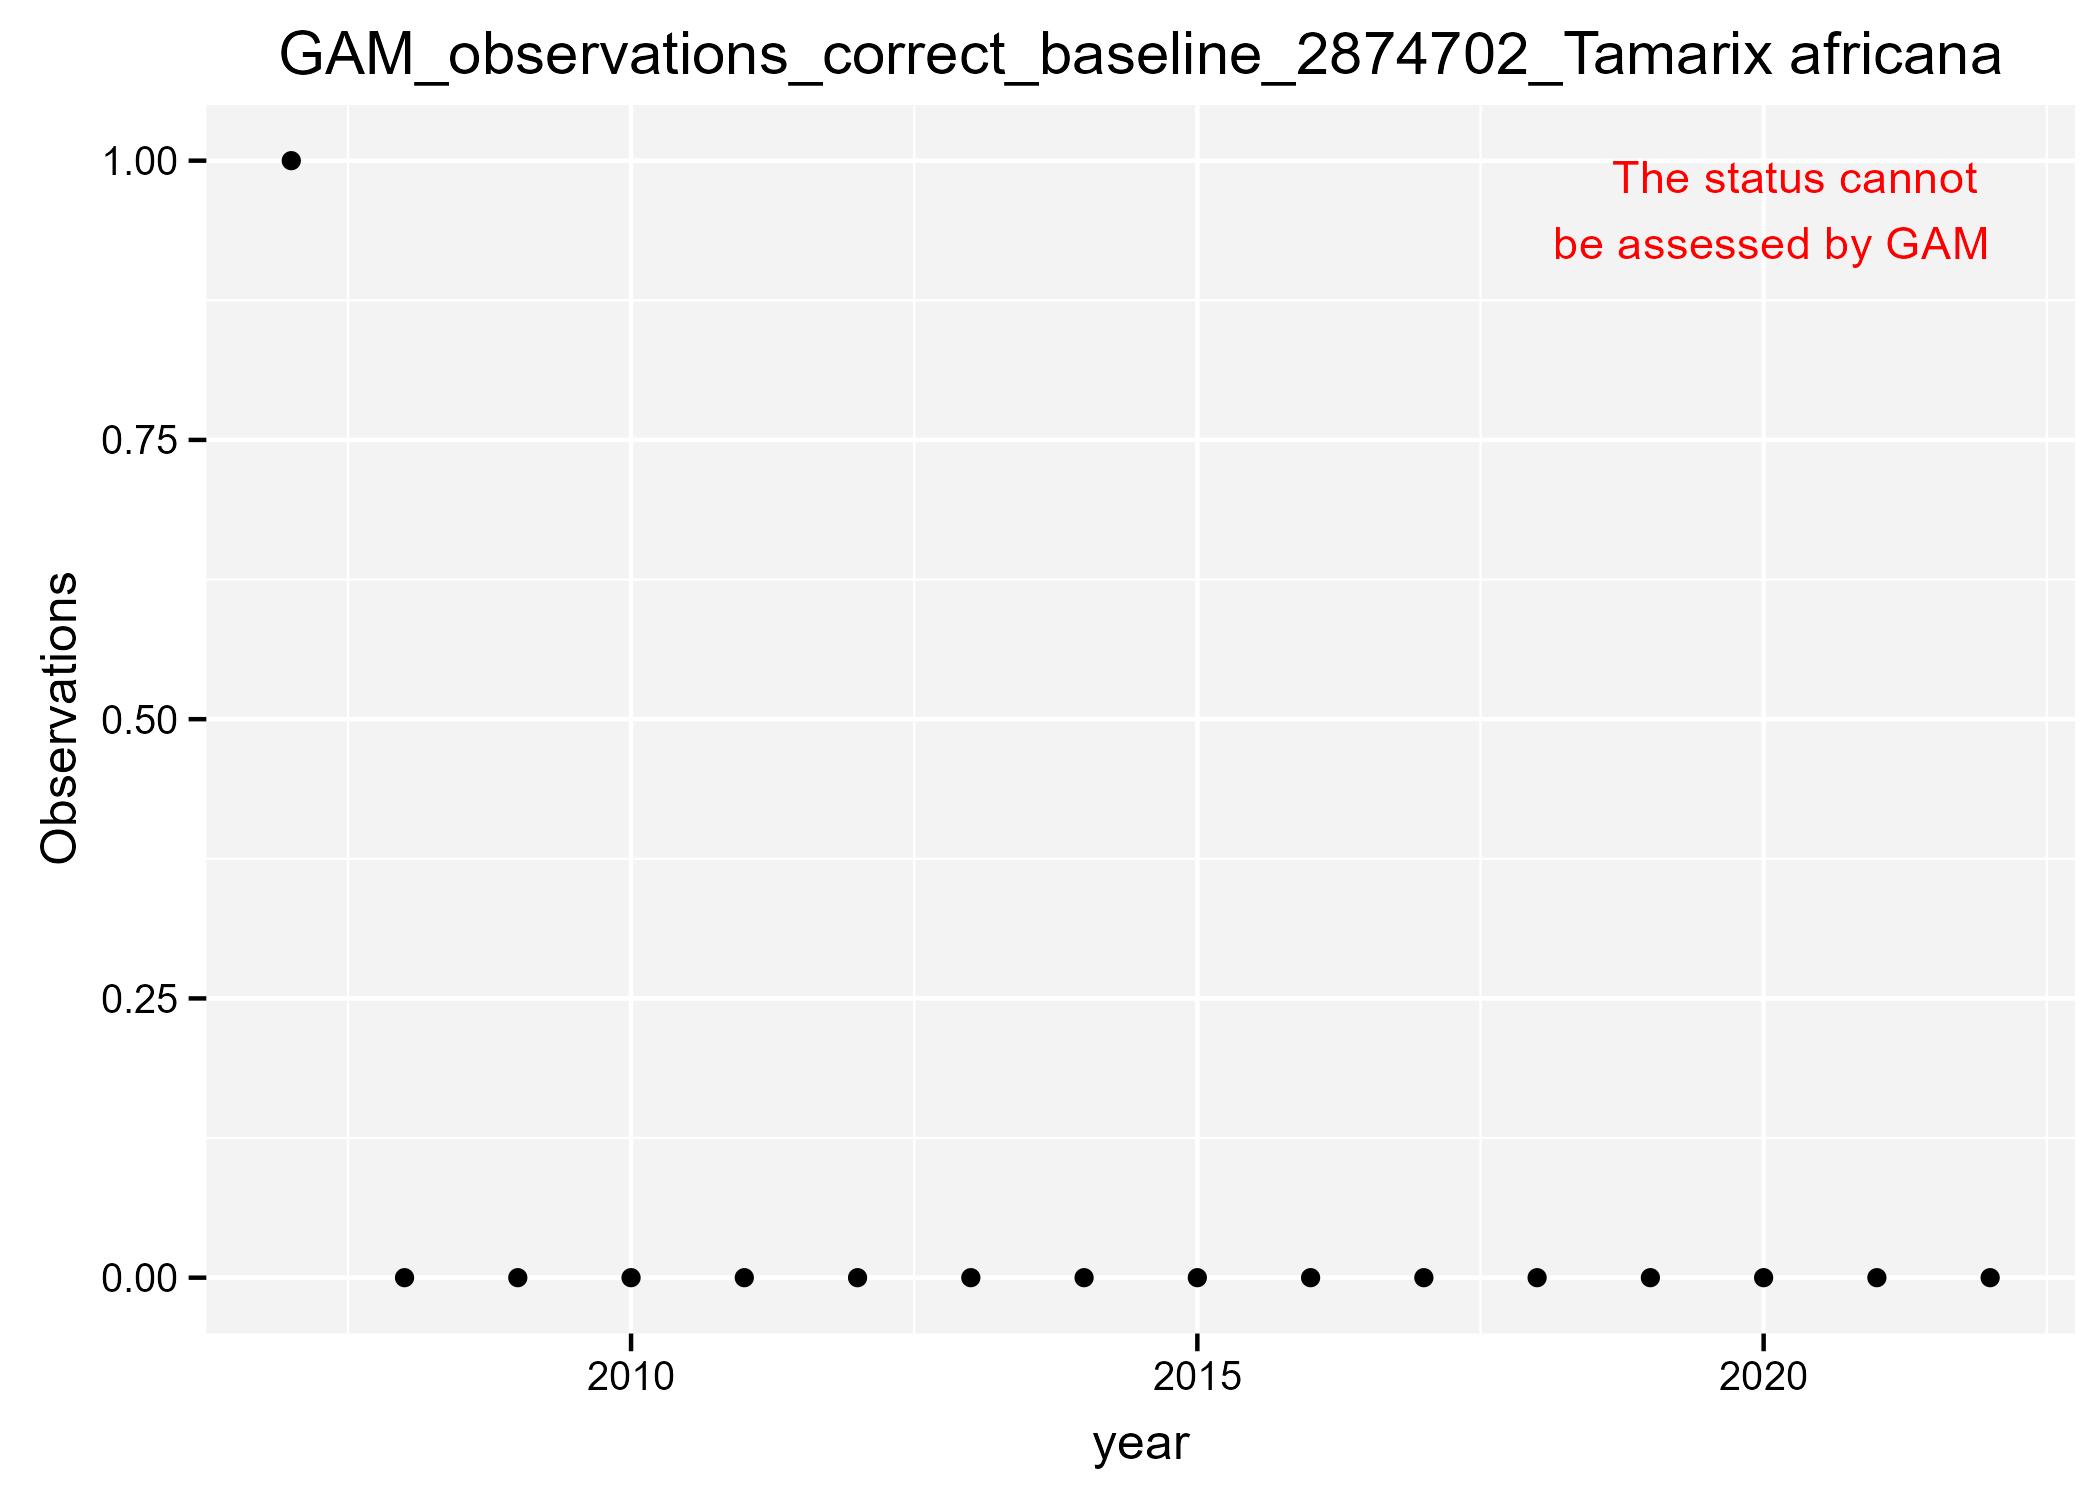 GAM_observations_correct_baseline_2874702_Tamarix africana
1.00
The status cannot
be assessed by GAM
0.75
0.50
0.25
0.00
Observations
2010
2015
2020
year